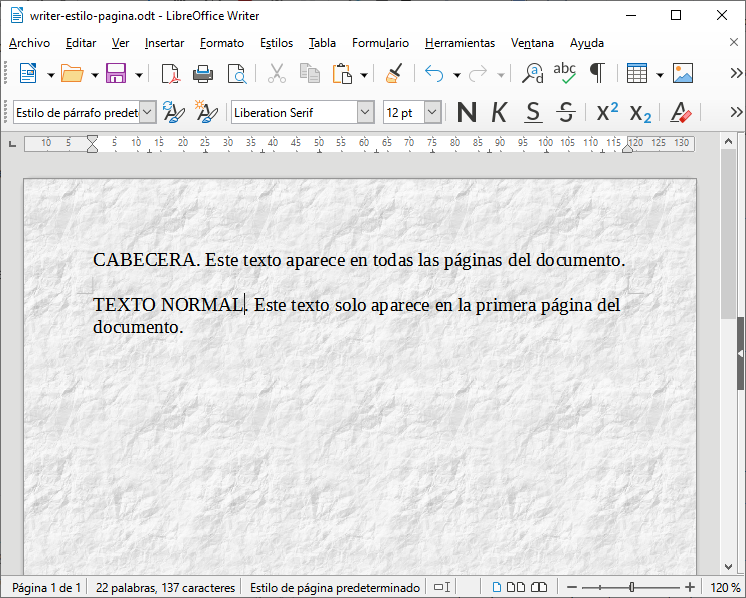 writer-estilo-pagina.odt - LibreOffice Writer
Archivo Editar Ver Insertar Formato Estilos Tabla Formulario Herramientas Ventana Ayuda
abc
Estilo de párrafo predet Liberation Serif 12 pt N K S S X2 X2
10 5 5 10 15 20 25 30 35 40 45 50 55 60 65 70 75 80 85 90 95 100 105 110 115 120 125 130
CABECERA. Este texto aparece en todas las páginas del documento.
TEXTO NORMAL. Este texto solo aparece en la primera página del
documento.
Página 1 de 1 22 palabras, 137 caracteres Estilo de página predeterminado 120 %